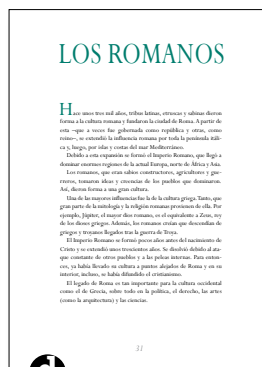 LOS ROMANOS
Hace unos tres mil años, tribus latinas, etruscas y sabinas dieron
forma a la cultura romana y fundaron la ciudad de Roma. A partir de
esta –que a veces fue gobernada como república y otras, como
reino–, se extendió la influencia romana por toda la península itáli-
ca y, luego, por islas y costas del mar Mediterráneo.
Debido a esta expansión se formó el Imperio Romano, que llegó a
dominar enormes regiones de la actual Europa, norte de África y Asia.
Los romanos, que eran sabios constructores, agricultores y gue-
rreros, tomaron ideas y creencias de los pueblos que dominaron.
Así, dieron forma a una gran cultura.
Una de las mayores influencias fue la de la cultura griega. Tanto, que
gran parte de la mitología y la religión romanas provienen de ella. Por
ejemplo, Júpiter, el mayor dios romano, es el equivalente a Zeus, rey
de los dioses griegos. Además, los romanos creían que descendían de
griegos y troyanos llegados tras la guerra de Troya.
El Imperio Romano se formó pocos años antes del nacimiento de
Cristo y se extendió unos trescientos años. Se disolvió debido al ata-
que constante de otros pueblos y a las peleas internas. Para enton-
ces, ya había llevado su cultura a puntos alejados de Roma y en su
interior, incluso, se había difundido el cristianismo.
El legado de Roma es tan importante para la cultura occidental
como el de Grecia, sobre todo en la política, el derecho, las artes
(como la arquitectura) y las ciencias.
11